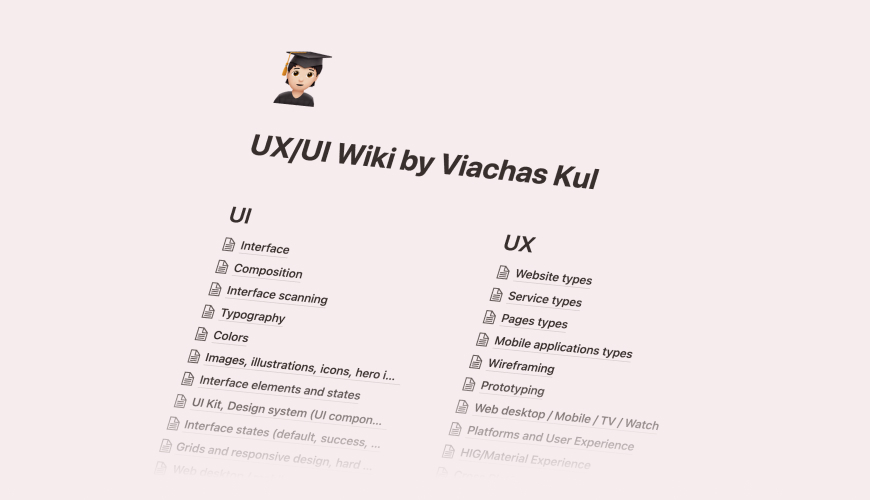 UX/UI Wiki by Viachas Kul
UI
Interface
Composition
Interface scanning
Typography
Colors
Images, illustrations, icons, hero i...
Interface elements and states
UI Kit, Design system (UI compon...
Interface states (default, success, ...
Grids and responsive design, hard ...
Web
UX
Website types
Service types
Pages types
Mobile applications types
Wireframing
Prototyping
Web desktop / Mobile / TV / Watch
Platforms and User Experience
HIG/Material Experience